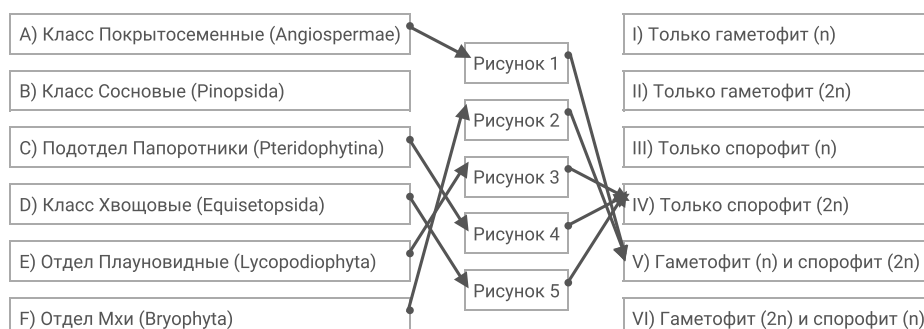 A) Класс Покрытосеменные (Angiospermae)
B) Класс Сосновые (Pinopsida)
C) Подотдел Папоротники (Pteridophytina)
D) Класс Хвощовые (Equisetopsida)
E) Отдел Плауновидные (Lycopodiophyta)
F) Отдел Мхи (Bryophyta)
Рисунок 1
Рисунок 2
Рисунок 3
Рисунок 4
Рисунок 5
I) Только гаметофит (n)
II) Только гаметофит (2n)
III) Только спорофит (n)
IV) Только спорофит (2n)
V) Гаметофит (n) и спорофит (2n)
VI) Гаметофит (2n) и спорофит (n)